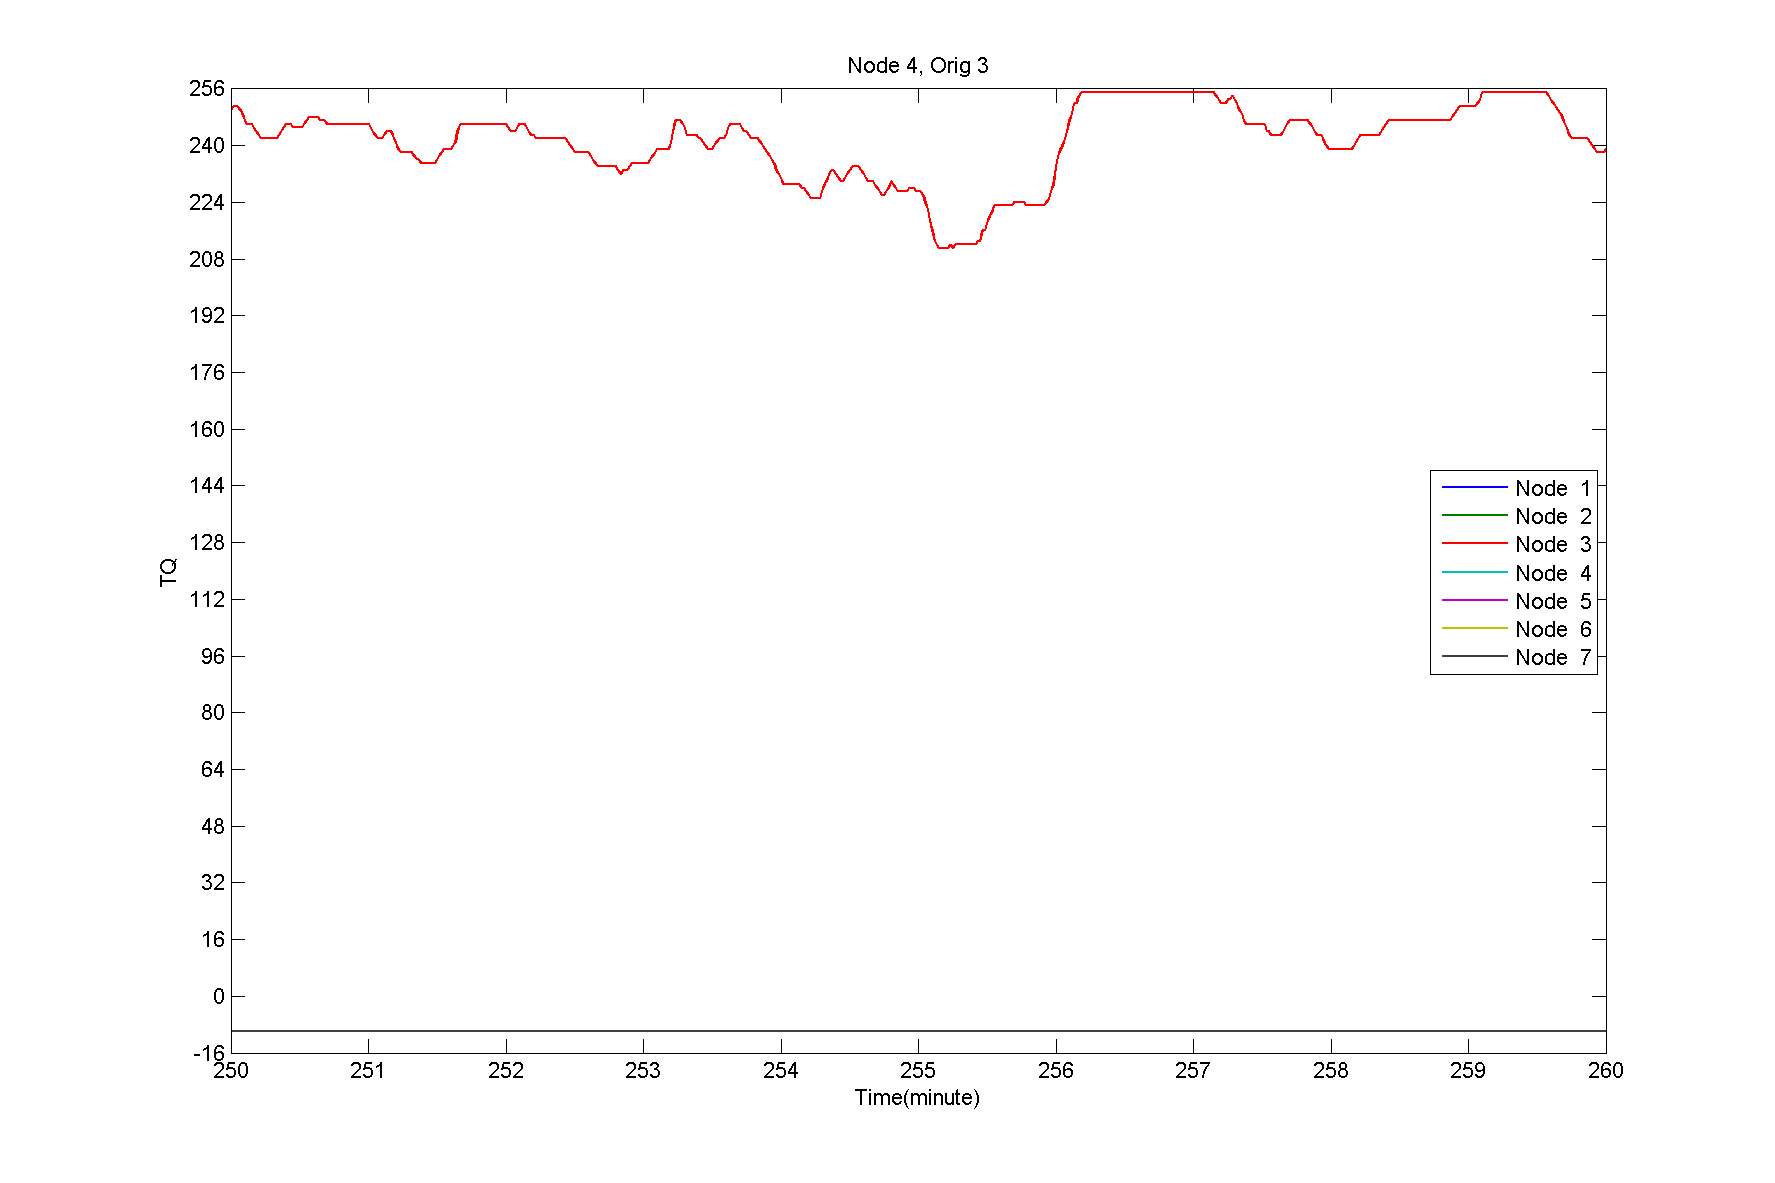 Node 4, Orig 3
256
240
224
208
192
176
160
144
128
112
96
80
64
48
32
16
0
-16
TQ
Node 1
Node 2
Node 3
Node 4
Node 5
Node 6
Node 7
250 251 252 253 254 255 256 257 258 259 260
Time(minute)